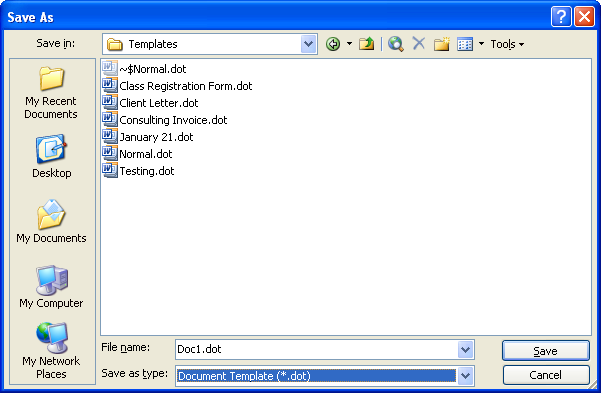 Save As
Save in:
Templates
Tools
My Recent
Documents
Desktop
My Documents
My Computer
My Network
Places
~$Normal.dot
Class Registration Form.dot
Client Letter.dot
Consulting Invoice.dot
January 21.dot
Normal.dot
Testing.dot
File name:
Doc1.dot
Save
Save as type:
Document Template (*.dot)
Cancel